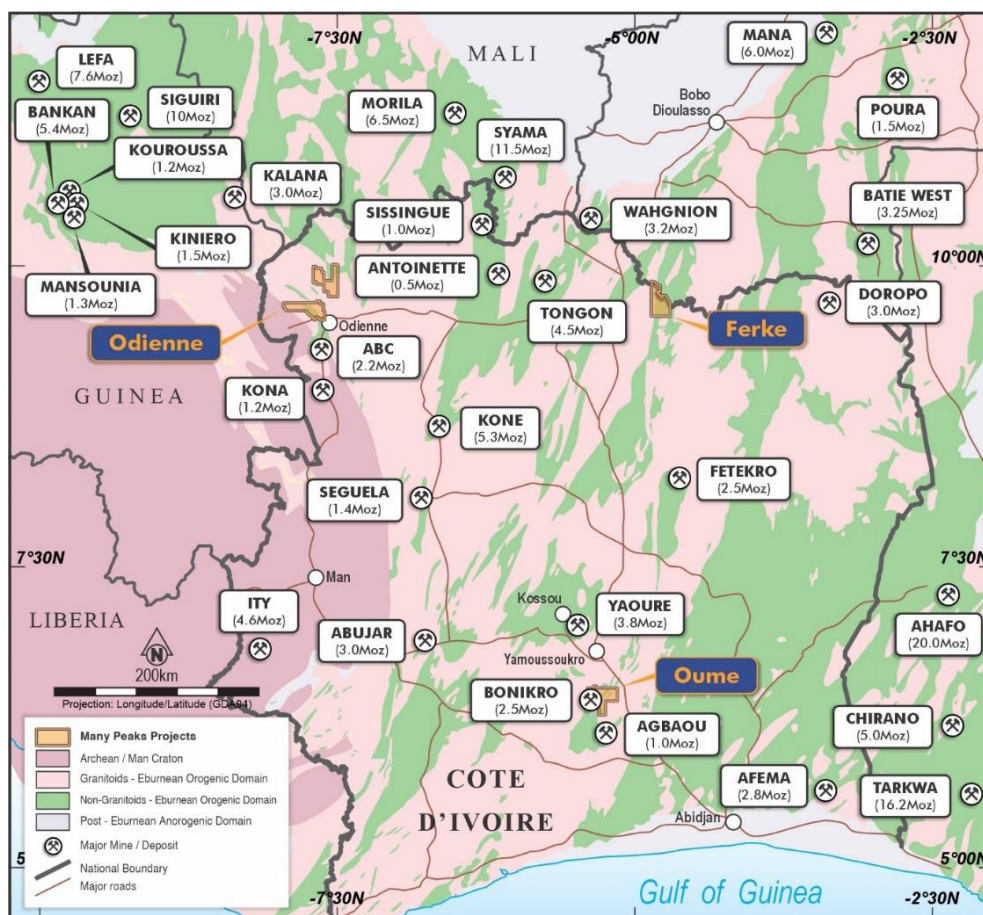 -7°30N
-5°00N
-2°30N
MALI
MANA
(6.0Moz)
LEFA
(7.6Moz)
BANKAN
(5.4Moz)
SIGUIRI
(10Moz)
MORILA
(6.5Moz)
Bobo
Dioulasso
POURA
(1.5Moz)
KOUROUSSA
(1.2Moz)
SYAMA
(11.5Moz)
KALANA
(3.0Moz)
BATIE WEST
(3.25Moz)
SISSINGUE
(1.0Moz)
WAHGNION
(3.2Moz)
KINIERO
(1.5Moz)
10°00N
ANTOINETTE
(0.5Moz)
MANSOUNIA
(1.3Moz)
TONGON
(4.5Moz)
DOROPO
(3.0Moz)
Odienne
Odienne
Ferke
ABC
(2.2Moz)
GUINEA
KONA
(1.2Moz)
KONE
(5.3Moz)
FETEKRO
(2.5Moz)
SEGUELA
(1.4Moz)
7°30N
7°30N
Man
LIBERIA
ITY
(4.6Moz)
Kossou
YAOURE
(3.8Moz)
AHAFO
(20.0Moz)
ABUJAR
(3.0Moz)
Yamoussoukro
N
200km
Projection: Longitude/Latitude (GDA94)
Oume
BONIKRO
(2.5Moz)
AGBAOU
(1.0Moz)
CHIRANO
(5.0Moz)
COTE
D'IVOIRE
AFEMA
(2.8Moz)
TARKWA
(16.2Moz)
Abidjan
Many Peaks Projects
Archean / Man Craton
Granitoids - Eburnean Orogenic Domain
Non-Granitoids - Eburnean Orogenic Domain
Post - Eburnean Anorogenic Domain
Major Mine / Deposit
National Boundary
Major roads
5°00N
Gulf of Guinea
-7°30N
-5°00N
-2°30N